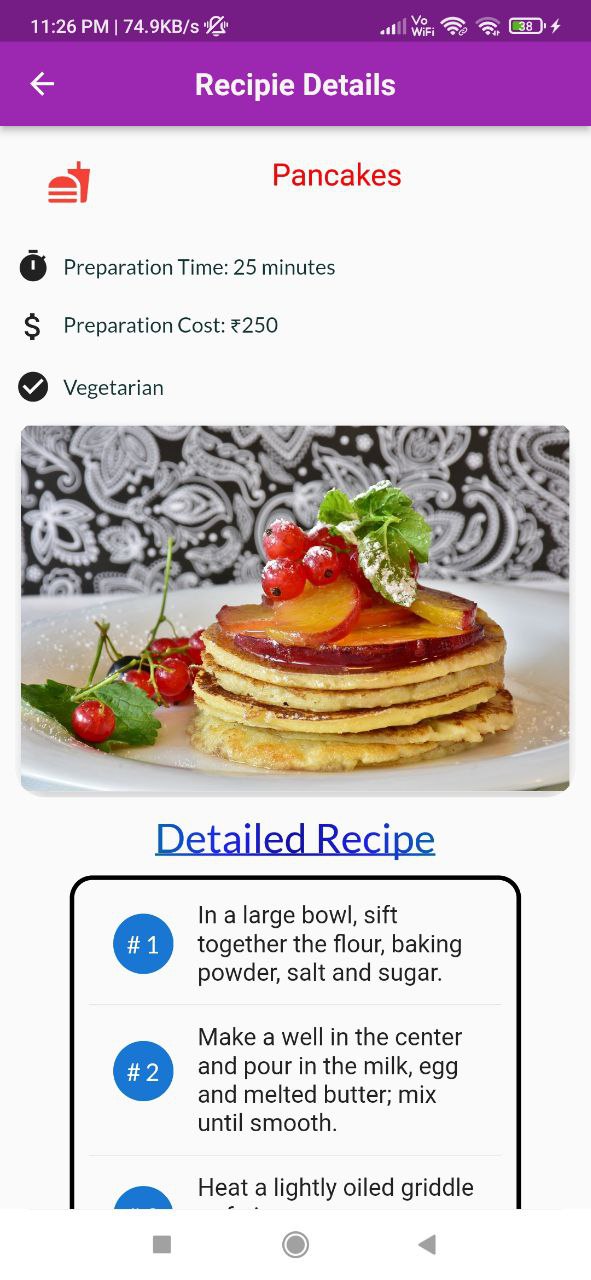 11:26 PM | 74.9KB/s
Vo
WiFi
38
Recipie Details
Pancakes
Preparation Time: 25 minutes
$ Preparation Cost: ₹250
Vegetarian
Detailed Recipe
In a large bowl, sift
# 1 together the flour, baking
powder, salt and sugar.
Make a well in the center
and pour in the milk, egg
# 2 and melted butter; mix
until smooth.
Heat a lightly oiled griddle